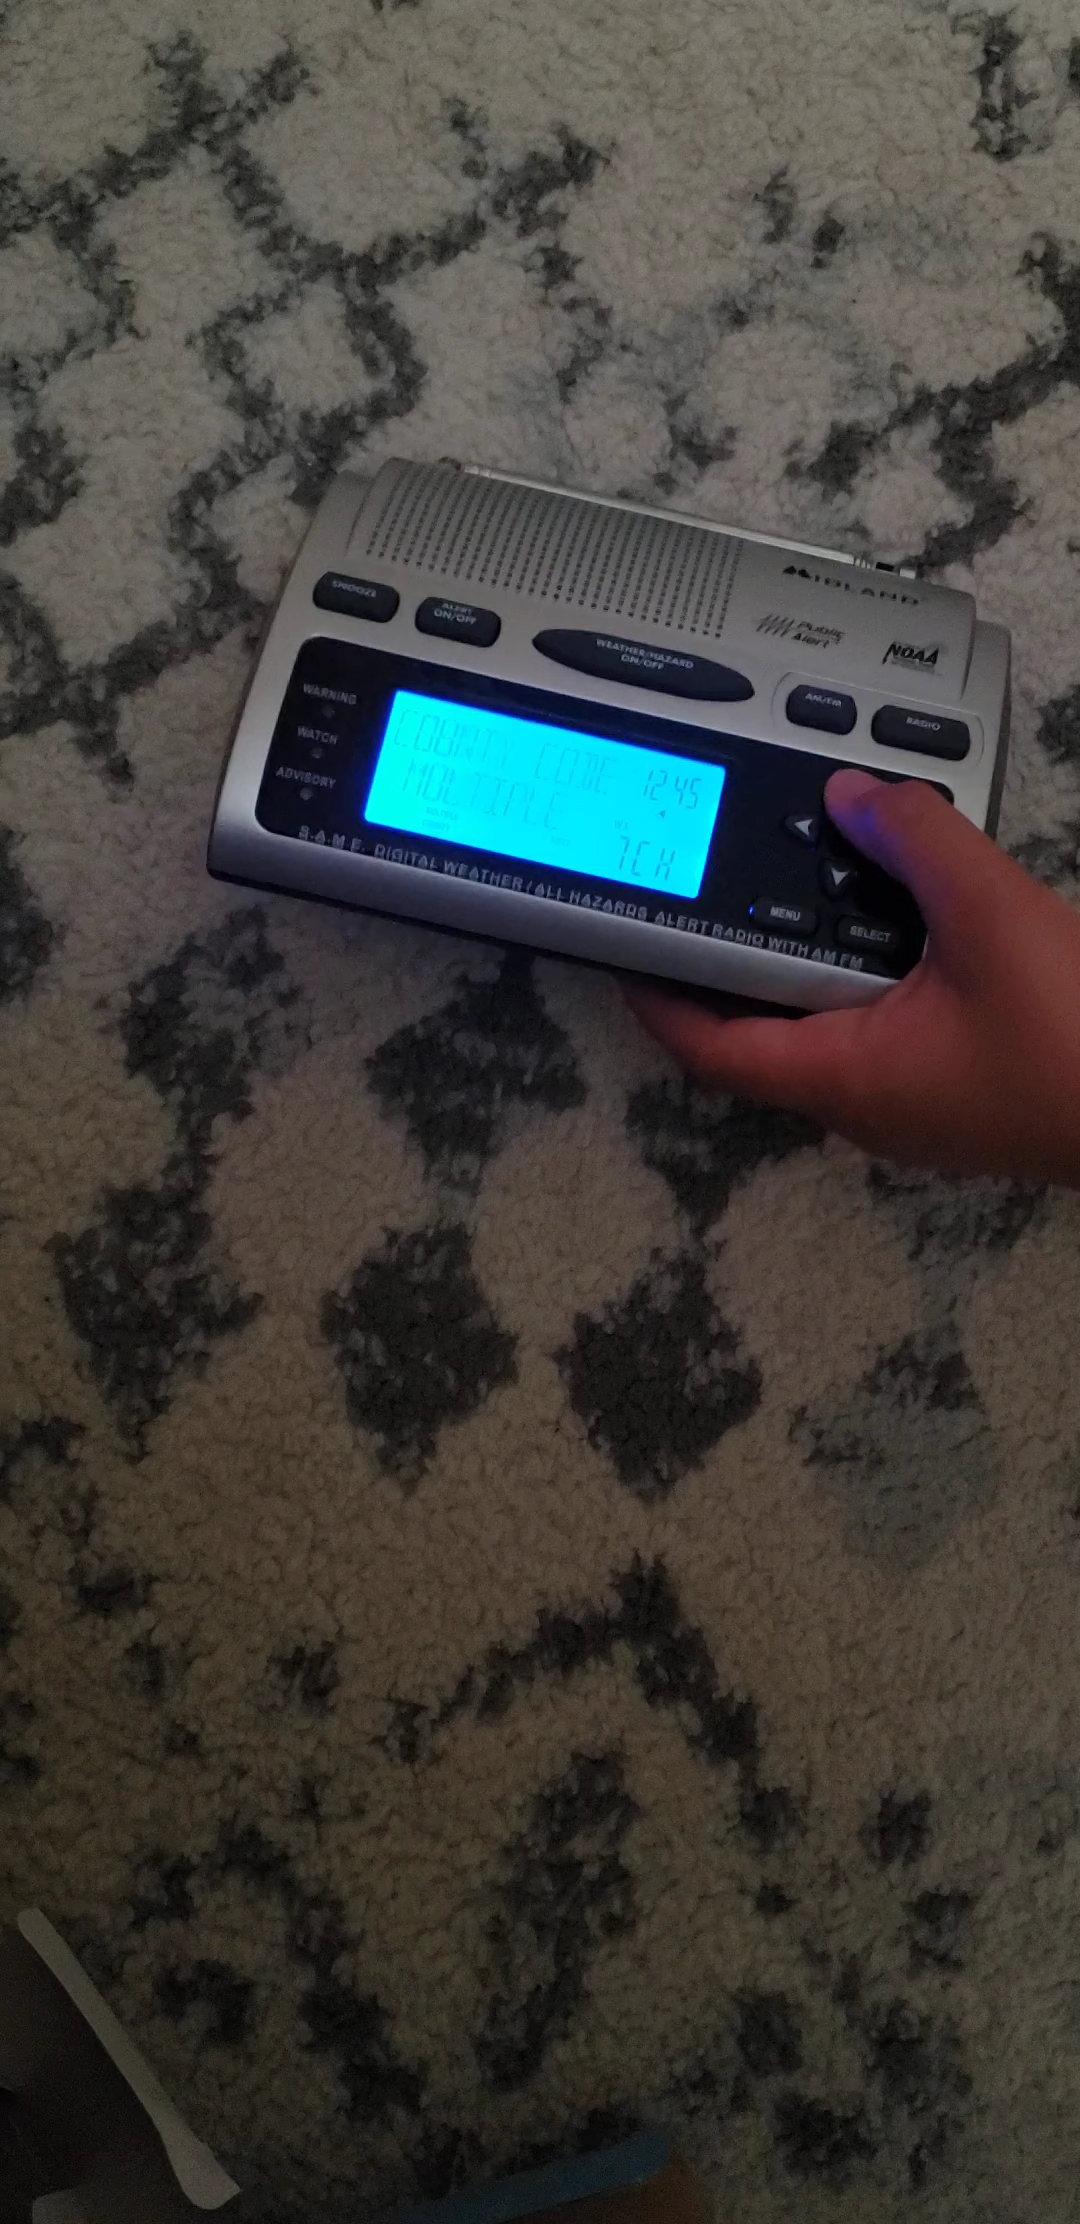 MIDLAND
Public Alert
NOAA
SNOOZE
ALERT ON/OFF
WEATHER/HAZARD ON/OFF
AM/FM
RADIO
WARNING
WATCH
ADVISORY
COUNTY CODE 12:45
MULTIPLE
7CH
MENU
SELECT
S.A.M.E. DIGITAL WEATHER/ALL HAZARDS ALERT RADIO WITH AM FM